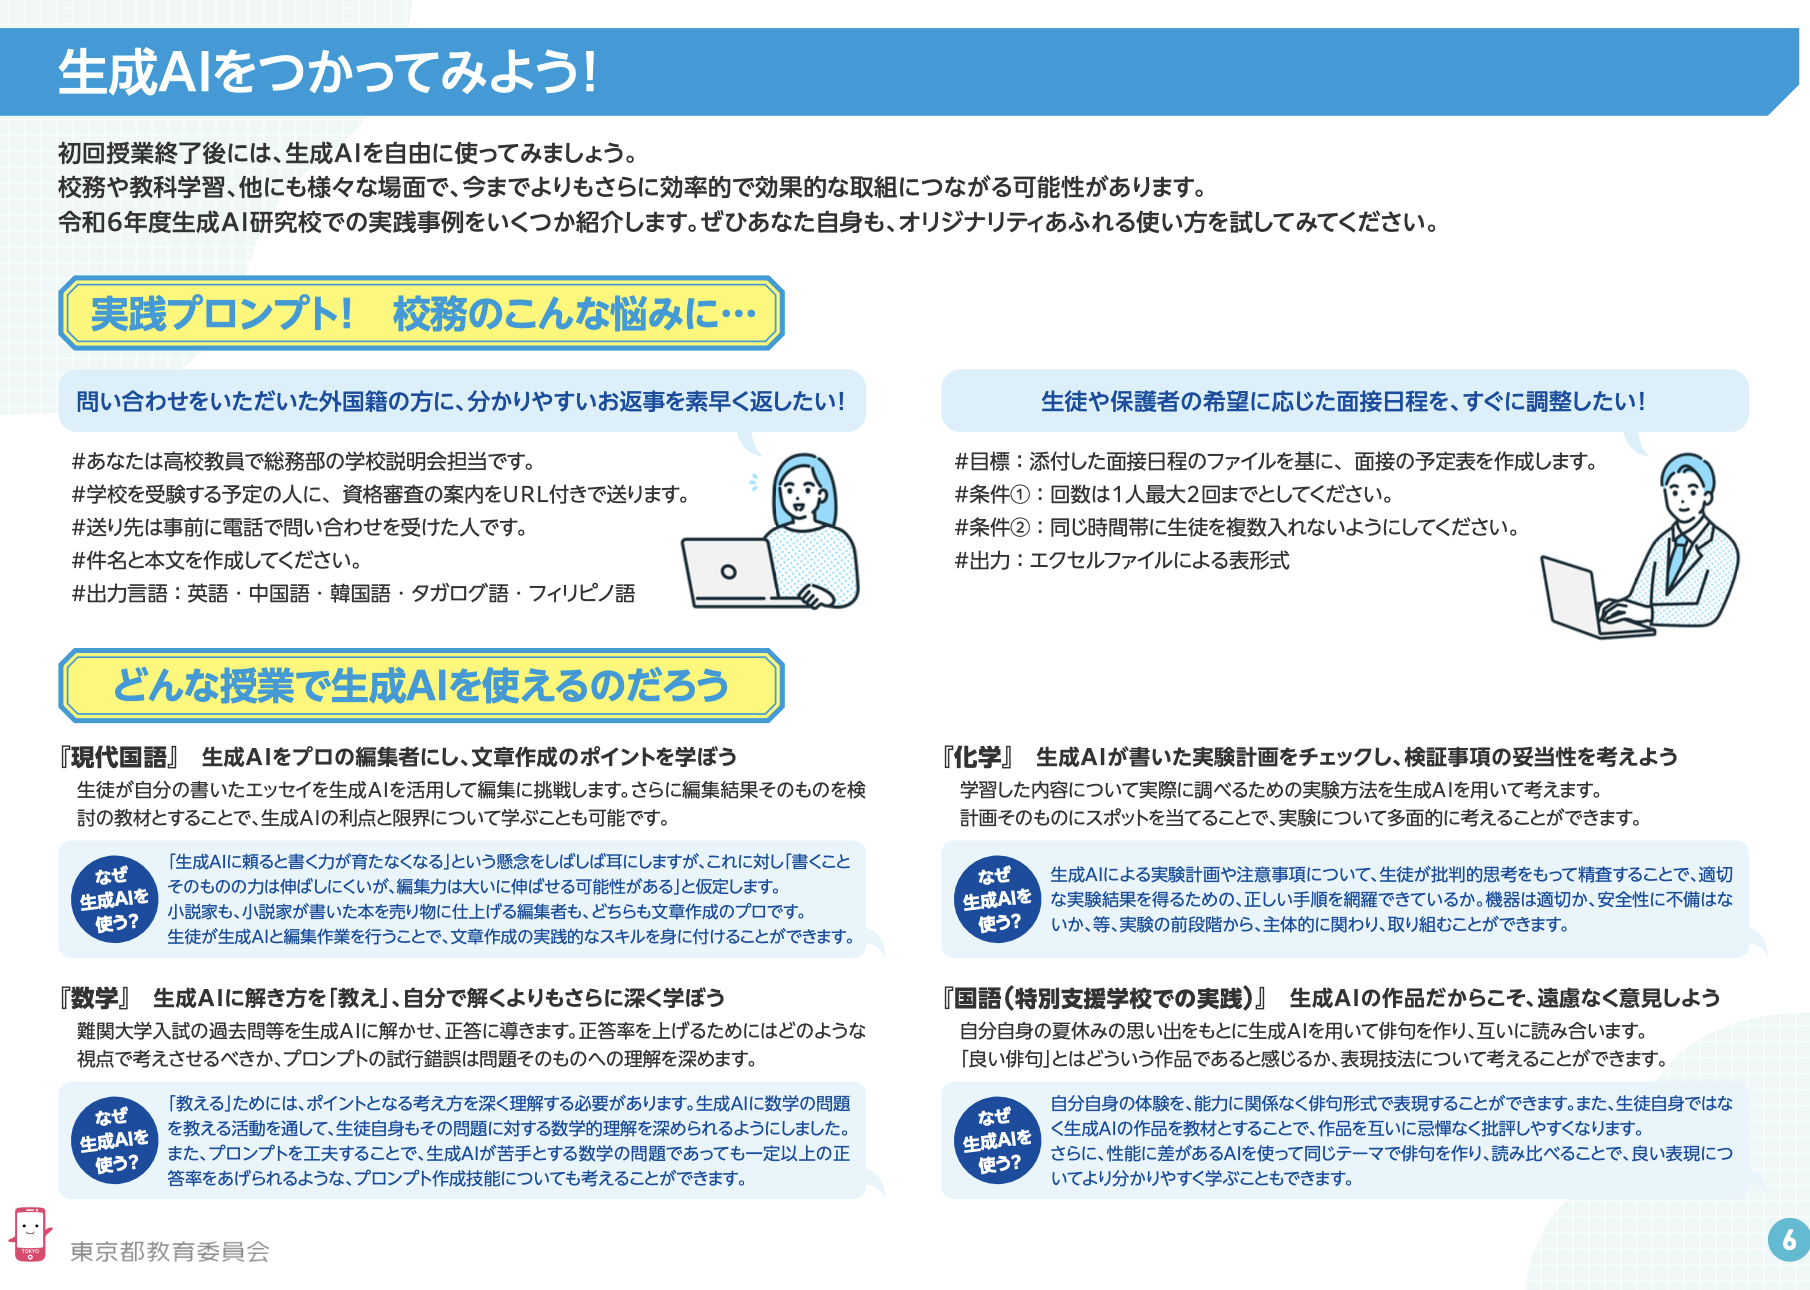 生成AIをつかってみよう!
初回授業終了後には、生成AIを自由に使ってみましょう。
校務や教科学習、他にも様々な場面で、今までよりもさらに効率的で効果的な取組につながる可能性があります。
令和6年度生成AI研究校での実践事例をいくつか紹介します。ぜひあなた自身も、オリジナリティあふれる使い方を試してみてください。
実践プロンプト!　校務のこんな悩みに…
問い合わせをいただいた外国籍の方に、分かりやすいお返事を素早く返したい!
#あなたは高校教員で総務部の学校説明会担当です。
#学校を受験する予定の人に、資格審査の案内をURL付きで送ります。
#送り先は事前に電話で問い合わせを受けた人です。
#件名と本文を作成してください。
#出力言語:英語・中国語・韓国語・タガログ語・フィリピノ語
生徒や保護者の希望に応じた面接日程を、すぐに調整したい!
#目標:添付した面接日程のファイルを基に、面接の予定表を作成します。
#条件①:回数は1人最大2回までとしてください。
#条件②:同じ時間帯に生徒を複数入れないようにしてください。
#出力:エクセルファイルによる表形式
どんな授業で生成AIを使えるのだろう
『現代国語』　生成AIをプロの編集者にし、文章作成のポイントを学ぼう
生徒が自分の書いたエッセイを生成AIを活用して編集に挑戦します。さらに編集結果そのものを検
討の教材とすることで、生成AIの利点と限界について学ぶことも可能です。
なぜ
生成AIを
使う?
「生成AIに頼ると書く力が育たなくなる」という懸念をしばしば耳にしますが、これに対し「書くこと
そのものの力は伸ばしにくいが、編集力は大いに伸ばせる可能性がある」と仮定します。
小説家も、小説家が書いた本を売り物に仕上げる編集者も、どちらも文章作成のプロです。
生徒が生成AIと編集作業を行うことで、文章作成の実践的なスキルを身に付けることができます。
『化学』　生成AIが書いた実験計画をチェックし、検証事項の妥当性を考えよう
学習した内容について実際に調べるための実験方法を生成AIを用いて考えます。
計画そのものにスポットを当てることで、実験について多面的に考えることができます。
なぜ
生成AIを
使う?
生成AIによる実験計画や注意事項について、生徒が批判的思考をもって精査することで、適切
な実験結果を得るための、正しい手順を網羅できているか。機器は適切か、安全性に不備はな
いか、等、実験の前段階から、主体的に関わり、取り組むことができます。
『数学』　生成AIに解き方を「教え」、自分で解くよりもさらに深く学ぼう
難関大学入試の過去問等を生成AIに解かせ、正答に導きます。正答率を上げるためにはどのような
視点で考えさせるべきか、プロンプトの試行錯誤は問題そのものへの理解を深めます。
なぜ
生成AIを
使う?
「教える」ためには、ポイントとなる考え方を深く理解する必要があります。生成AIに数学の問題
を教える活動を通して、生徒自身もその問題に対する数学的理解を深められるようにしました。
また、プロンプトを工夫することで、生成AIが苦手とする数学の問題であっても一定以上の正
答率をあげられるような、プロンプト作成技能についても考えることができます。
『国語(特別支援学校での実践)』　生成AIの作品だからこそ、遠慮なく意見しよう
自分自身の夏休みの思い出をもとに生成AIを用いて俳句を作り、互いに読み合います。
「良い俳句」とはどういう作品であると感じるか、表現技法について考えることができます。
なぜ
生成AIを
使う?
自分自身の体験を、能力に関係なく俳句形式で表現することができます。また、生徒自身ではな
く生成AIの作品を教材とすることで、作品を互いに忌憚なく批評しやすくなります。
さらに、性能に差があるAIを使って同じテーマで俳句を作り、読み比べることで、良い表現につ
いてより分かりやすく学ぶこともできます。
TOKYO
東京都教育委員会
6